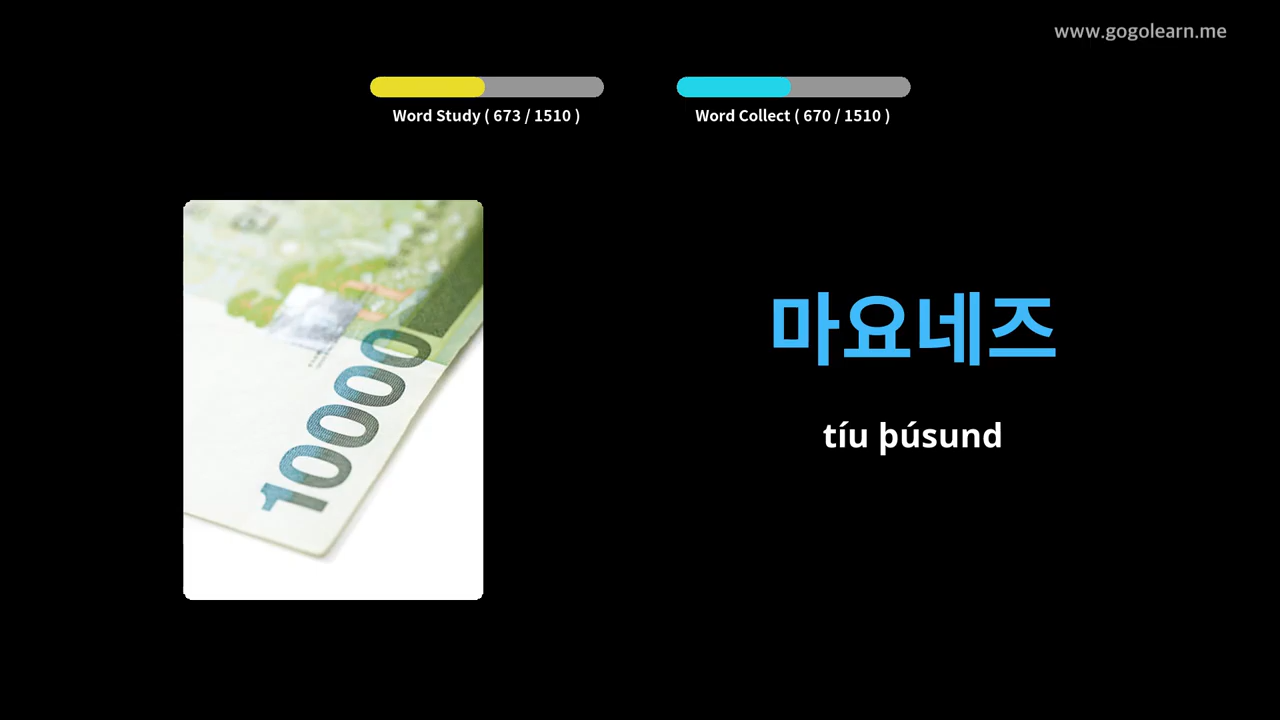 www.gogolearn.me
Word Study ( 673 / 1510 )
Word Collect ( 670 / 1510 )
10000
마요네즈
tíu þúsund